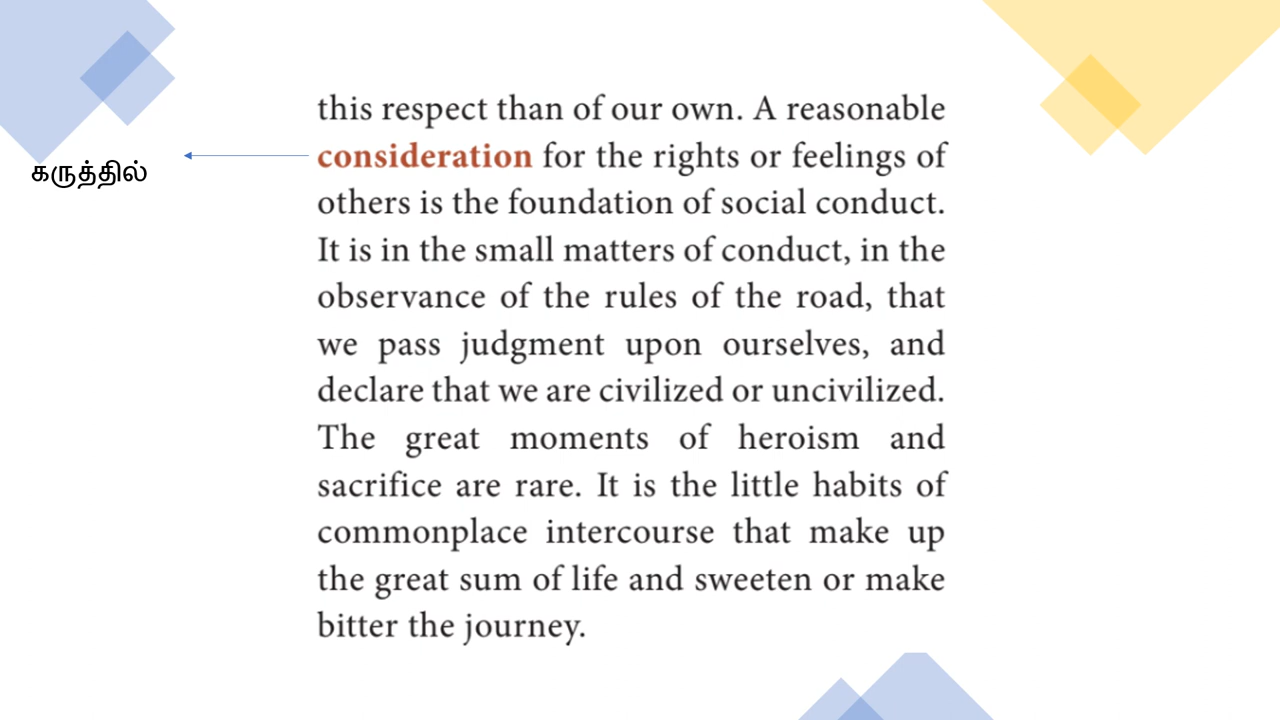 this respect than of our own. A reasonable
consideration for the rights or feelings of
others is the foundation of social conduct.
It is in the small matters of conduct, in the
observance of the rules of the road, that
we pass judgment upon ourselves, and
declare that we are civilized or uncivilized.
The great moments of heroism and
sacrifice are rare. It is the little habits of
commonplace intercourse that make up
the great sum of life and sweeten or make
bitter the journey.
கருத்தில்